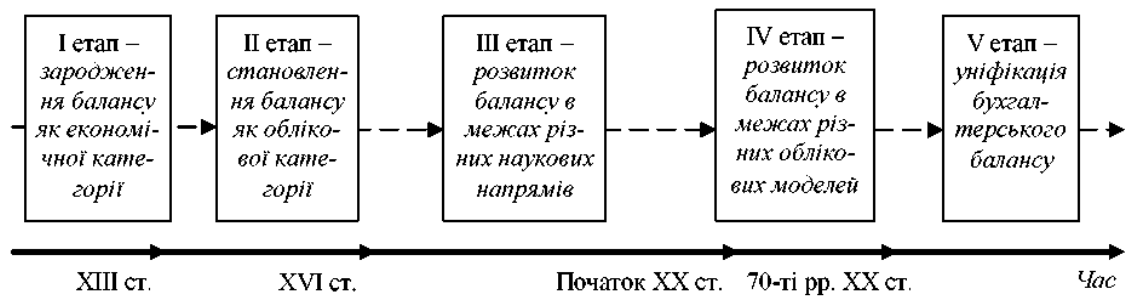 І етап –
зароджен-
ня балансу
як економі-
чної кате-
горії
ІІ етап –
становлен-
ня балансу
як обліко-
вої кате-
горії
ІІІ етап –
розвиток
балансу в
межах різ-
них наукових
напрямів
IV етап –
розвиток
балансу в
межах різ-
них обліко-
вих моделей
V етап –
уніфікація
бухгал-
терського
балансу
ХІІІ ст.
XVI ст.
Початок ХХ ст.
70-ті рр. ХХ ст.
Час